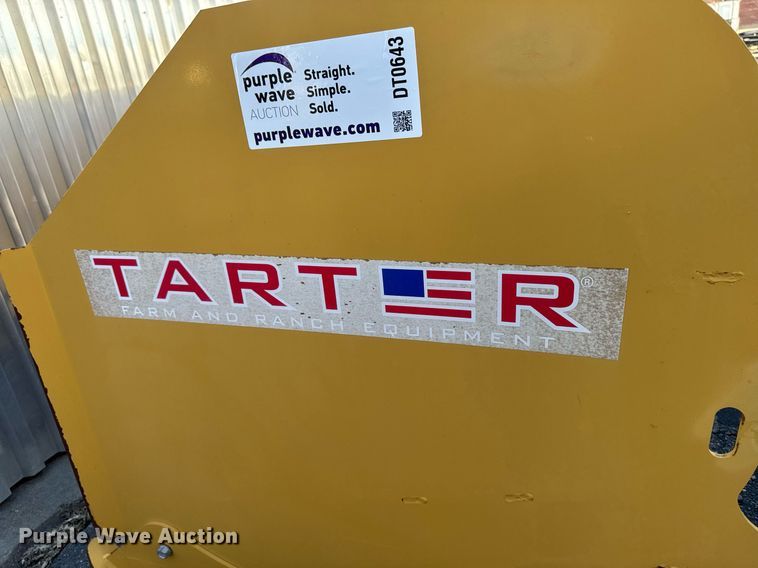 purple
wave
AUCTION
Straight.
Simple.
Sold.
purplewave.com
DT0643
TARTER®
FARM AND RANCH EQUIPMENT
Purple Wave Auction